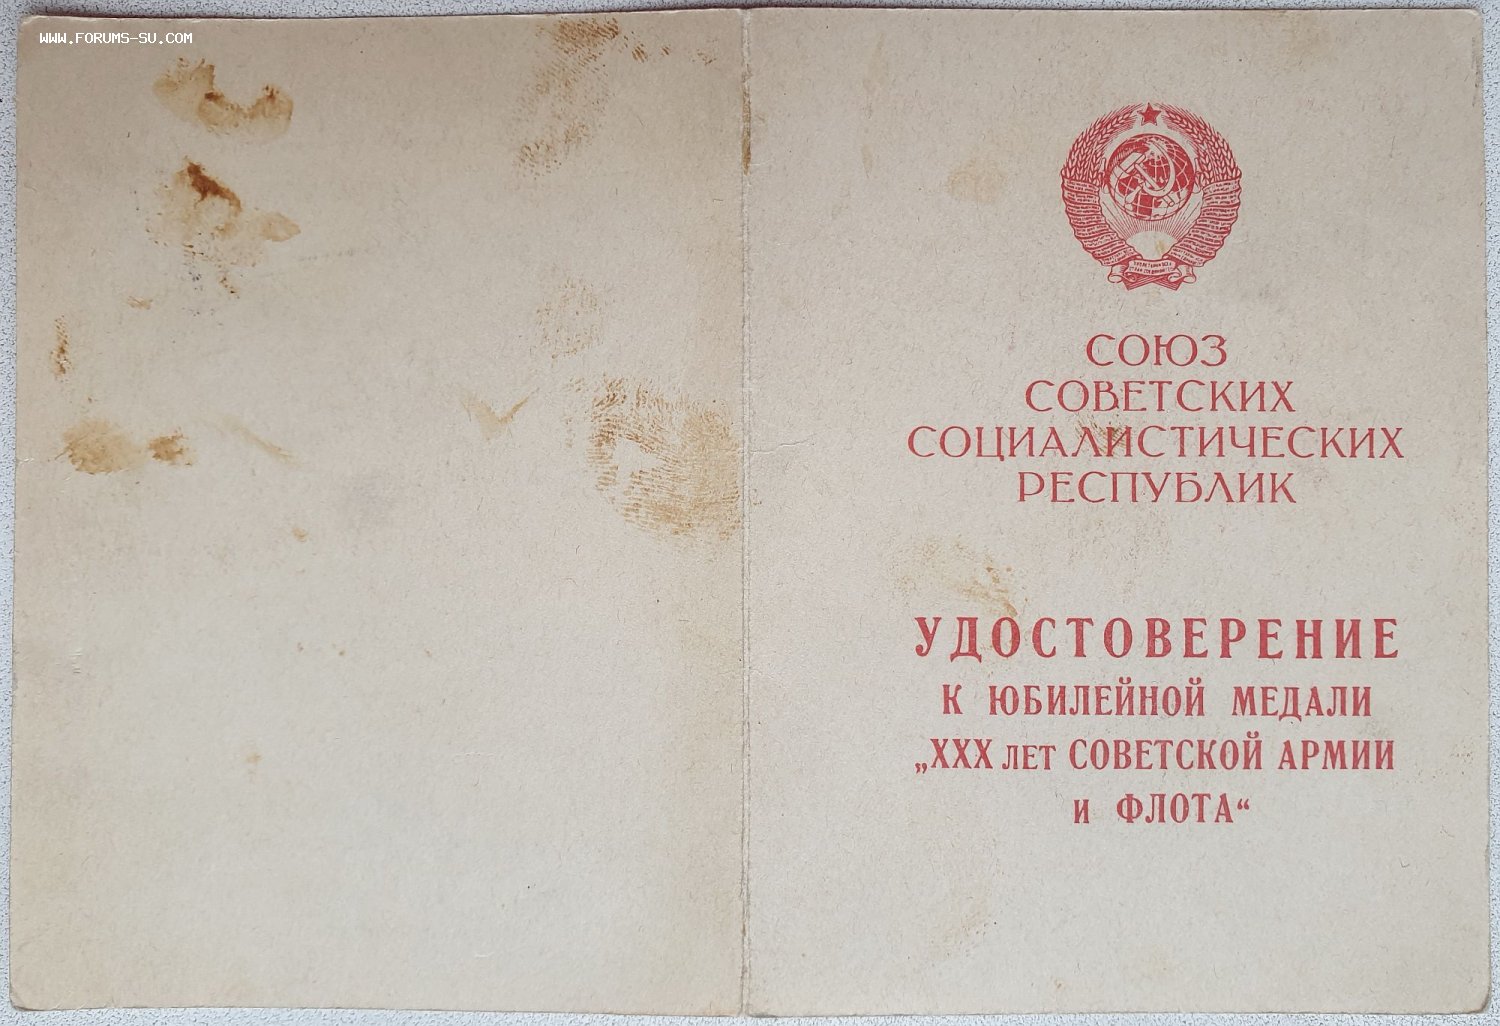 WWW.FORUMS-SU.COM
СОЮЗ
СОВЕТСКИХ
СОЦИАЛИСТИЧЕСКИХ
РЕСПУБЛИК
УДОСТОВЕРЕНИЕ
К ЮБИЛЕЙНОЙ МЕДАЛИ
„XXX ЛЕТ СОВЕТСКОЙ АРМИИ
И ФЛОТА“